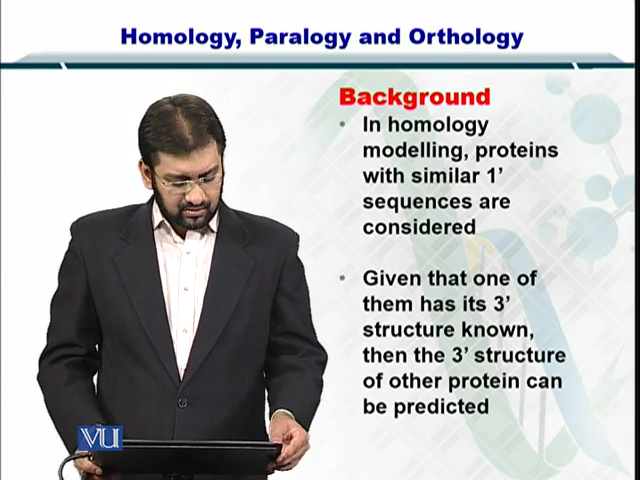 Homology, Paralogy and Orthology
Background
• In homology
modelling, proteins
with similar 1’
sequences are
considered
• Given that one of
them has its 3’
structure known,
then the 3’ structure
of other protein can
be predicted
VU